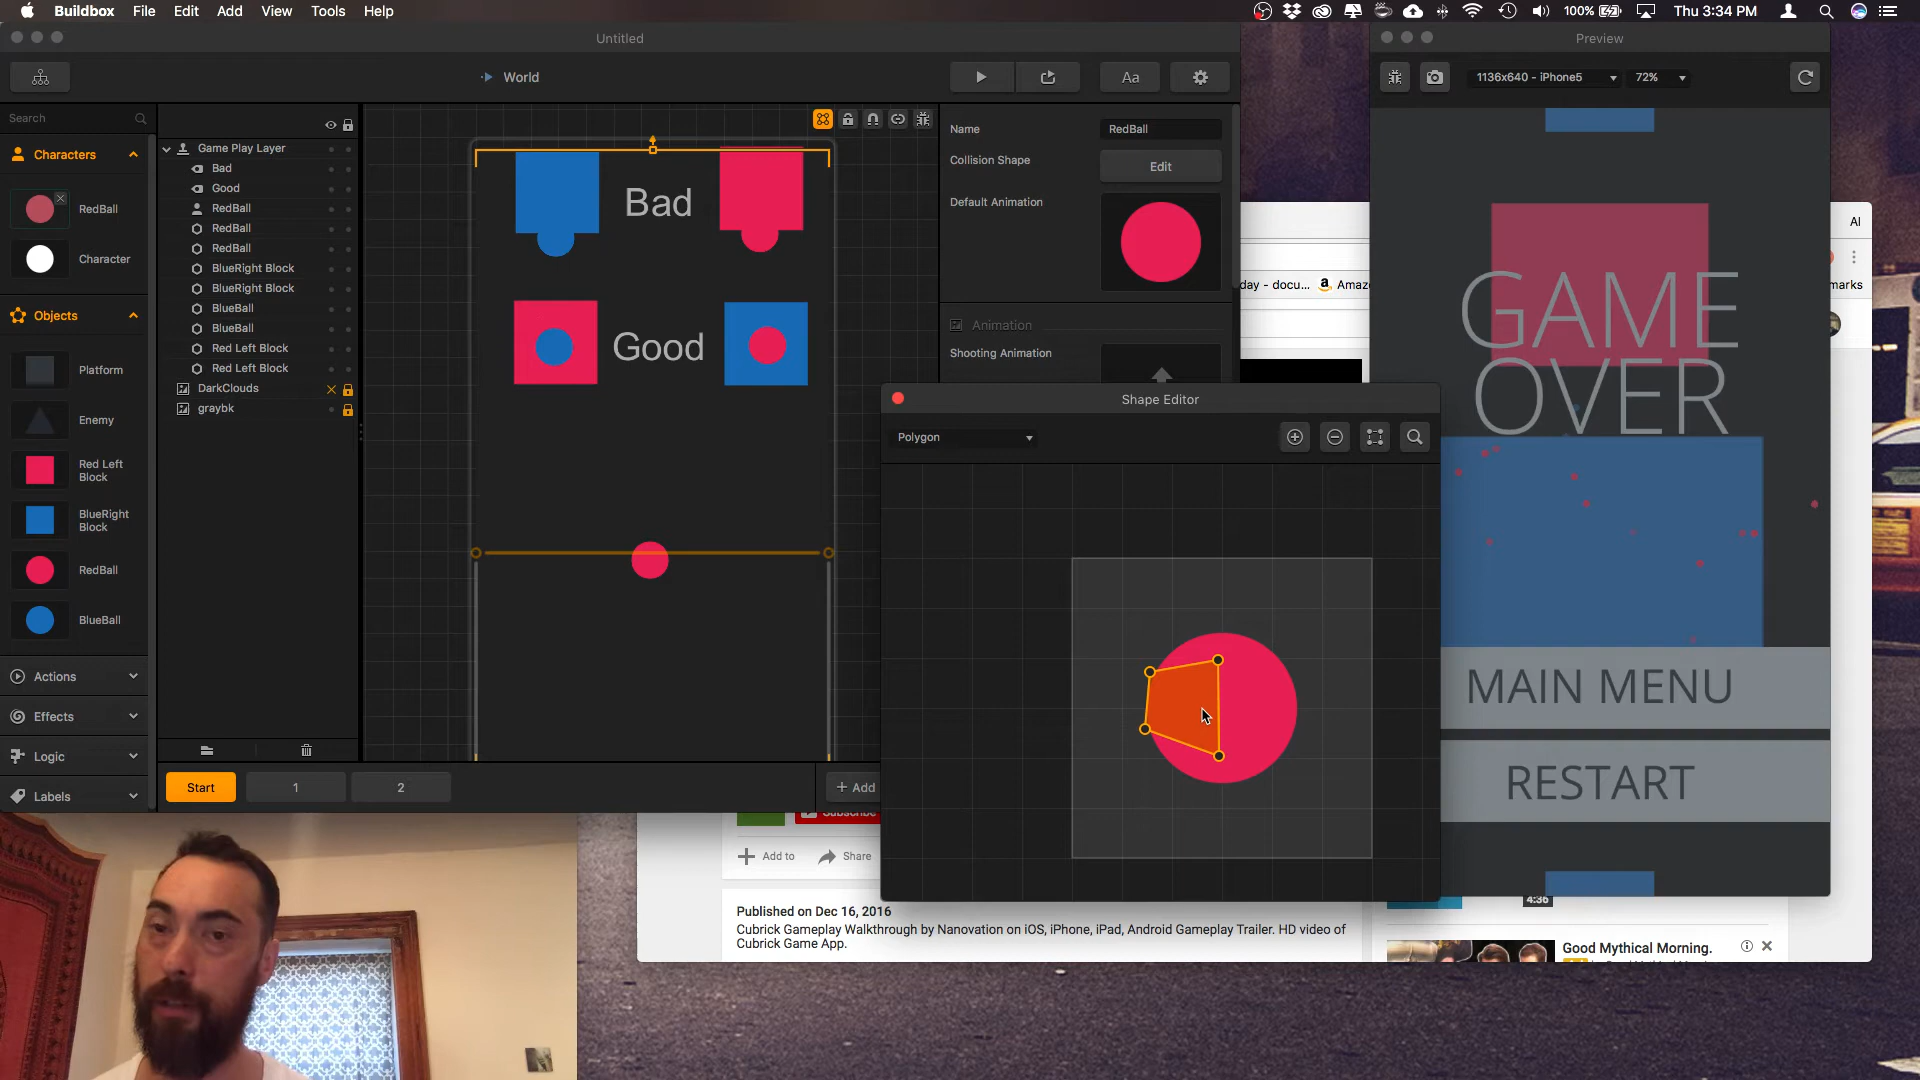 Buildbox File Edit Add View Tools Help
100% Thu 3:34 PM
Untitled
Preview
World
Aa
1136x640 - iPhone5 72%
Search
Characters
RedBall
Character
Objects
Platform
Enemy
Red Left
Block
BlueRight
Block
RedBall
BlueBall
Actions
Effects
Logic
Labels
Game Play Layer
Bad
Good
RedBall
RedBall
RedBall
BlueRight Block
BlueRight Block
BlueBall
BlueBall
Red Left Block
Red Left Block
DarkClouds
graybk
Bad
Good
Start 1 2
Add
Name RedBall
Collision Shape Edit
Default Animation
Animation
Shooting Animation
Shape Editor
Polygon
AI
day - docu... a Amaz
marks
GAME
OVER
MAIN MENU
RESTART
Subscribe
Add to Share
Published on Dec 16, 2016
Cubrick Gameplay Walkthrough by Nanovation on iOS, iPhone, iPad, Android Gameplay Trailer. HD video of
Cubrick Game App.
4:36
Good Mythical Morning.